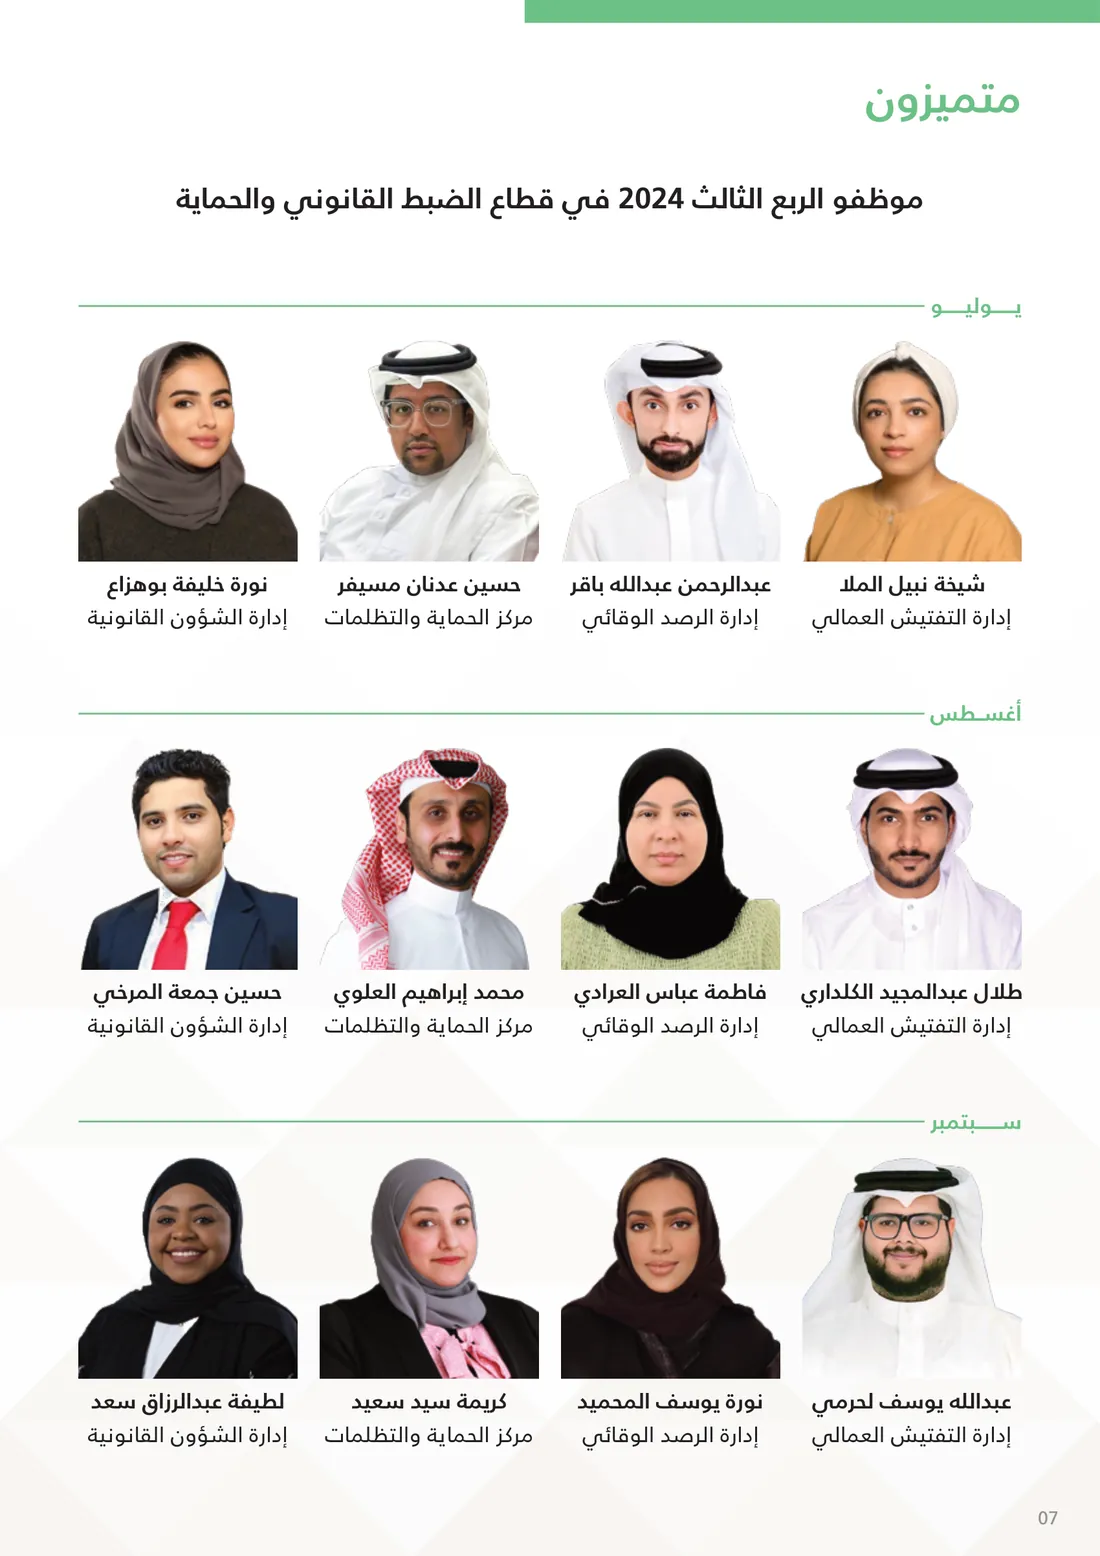 متميزون
موظفو الربع الثالث 2024 في قطاع الضبط القانوني والحماية
يـــوليـــو
شيخة نبيل الملا
إدارة التفتيش العمالي
عبدالرحمن عبدالله باقر
إدارة الرصد الوقائي
حسين عدنان مسيفر
مركز الحماية والتظلمات
نورة خليفة بوهزاع
إدارة الشؤون القانونية
أغســطس
طلال عبدالمجيد الكلداري
إدارة التفتيش العمالي
فاطمة عباس العرادي
إدارة الرصد الوقائي
محمد إبراهيم العلوي
مركز الحماية والتظلمات
حسين جمعة المرخي
إدارة الشؤون القانونية
ســـبتمبر
عبدالله يوسف لحرمي
إدارة التفتيش العمالي
نورة يوسف المحميد
إدارة الرصد الوقائي
كريمة سيد سعيد
مركز الحماية والتظلمات
لطيفة عبدالرزاق سعد
إدارة الشؤون القانونية
07